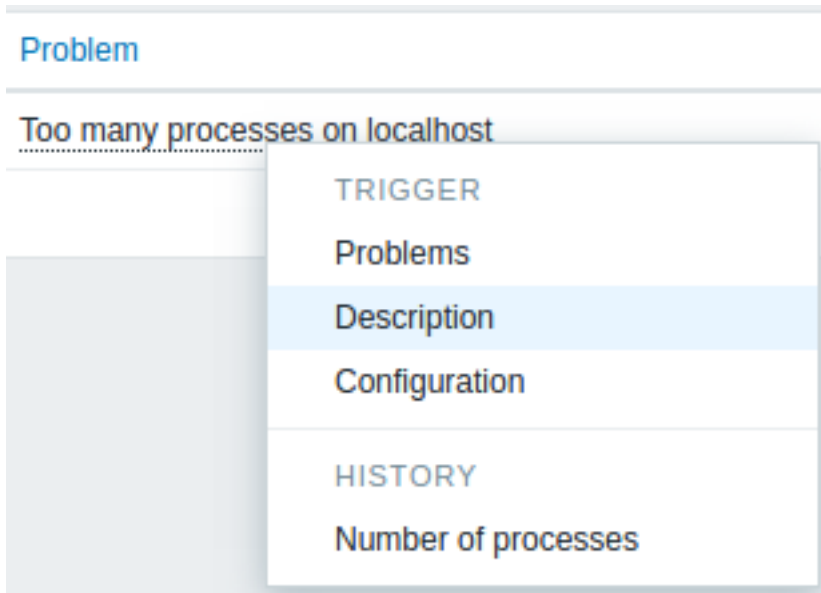 Problem
Too many processes on localhost
TRIGGER
Problems
Description
Configuration
HISTORY
Number of processes